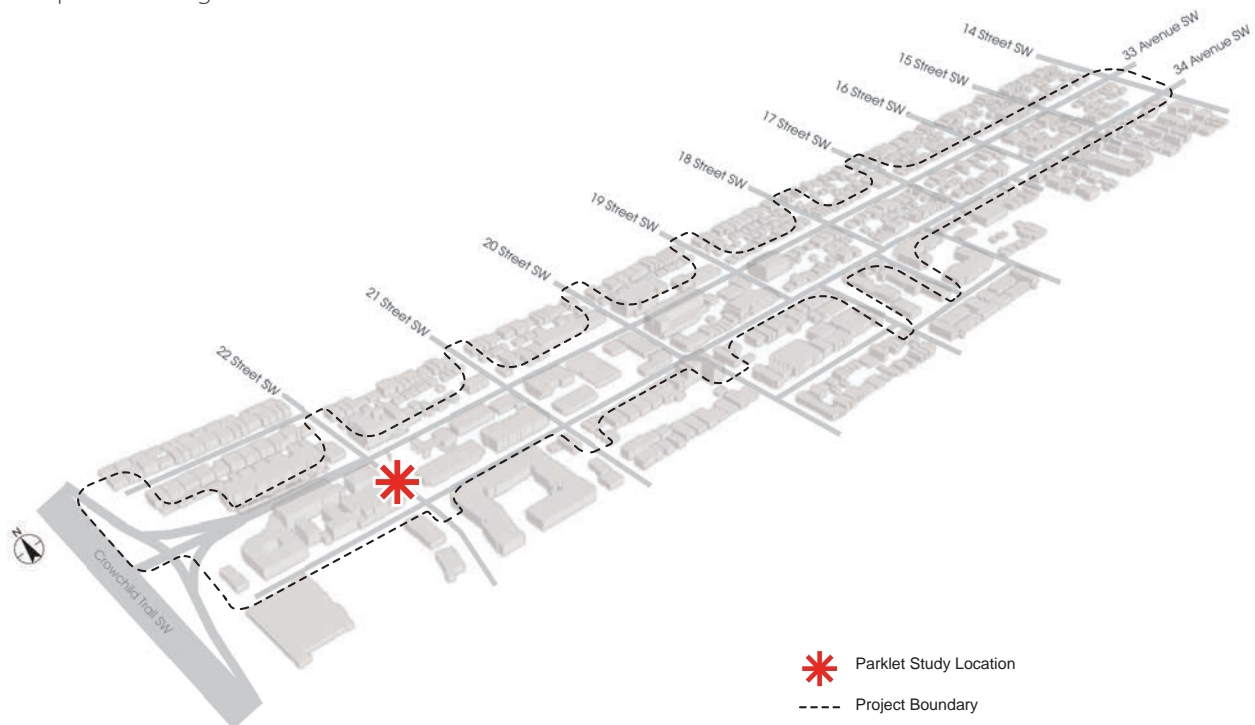 14 Street SW
33 Avenue SW
34 Avenue SW
15 Street SW
16 Street SW
17 Street SW
18 Street SW
19 Street SW
20 Street SW
21 Street SW
22 Street SW
N
Crowchild Trail SW
Parklet Study Location
Project Boundary